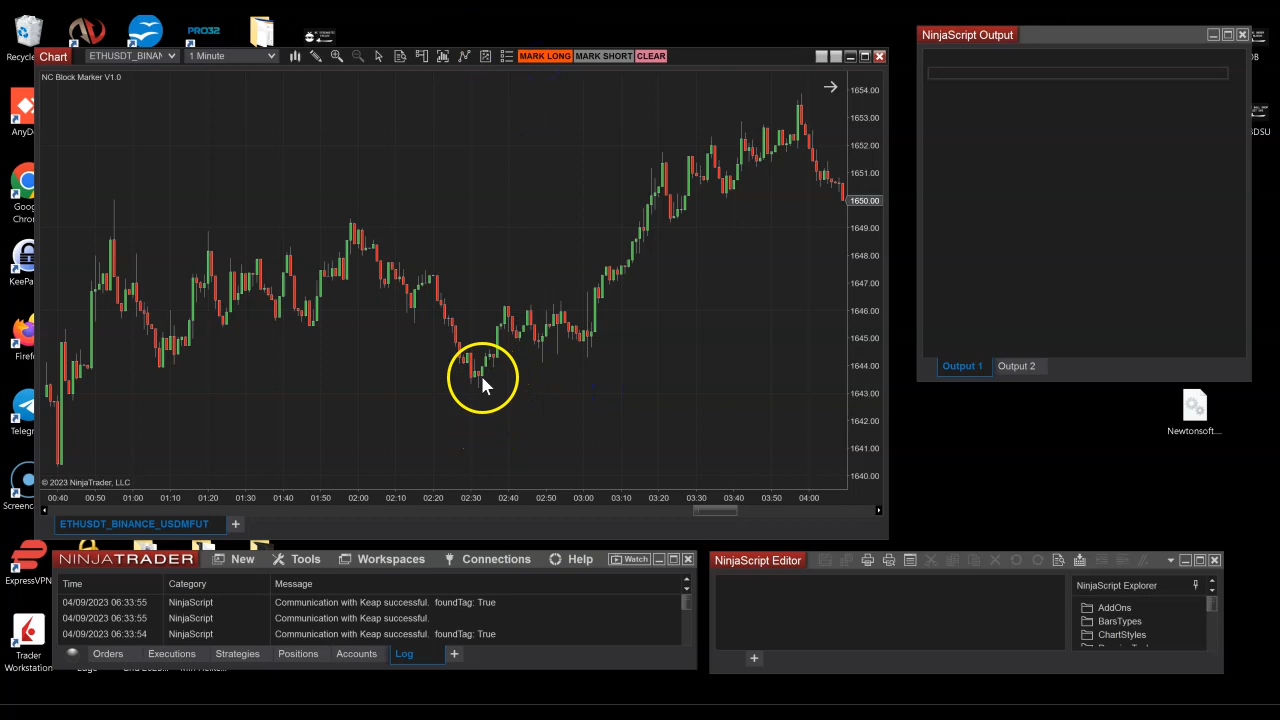 Recycle
PRO32
NinjaScript Output
Chart
ETHUSDT_BINAN
1 Minute
MARK LONG
MARK SHORT
CLEAR
NC Block Marker V1.0
1654.00
1653.00
1652.00
1651.00
1650.00
1649.00
1648.00
1647.00
1646.00
1645.00
1644.00
1643.00
1642.00
1641.00
1640.00
AnyD
Goog
Chro
KeePa
Firef
Telegr
Screenc
ExpressVPN
Trader
Workstation
DB
DSU
Output 1
Output 2
Newtonsoft....
© 2023 NinjaTrader, LLC
00:40
00:50
01:00
01:10
01:20
01:30
01:40
01:50
02:00
02:10
02:20
02:30
02:40
02:50
03:00
03:10
03:20
03:30
03:40
03:50
04:00
ETHUSDT_BINANCE_USDMFUT
NINJATRADER
New
Tools
Workspaces
Connections
Help
Watch
Time
Category
Message
04/09/2023 06:33:55
NinjaScript
Communication with Keap successful. foundTag: True
04/09/2023 06:33:55
NinjaScript
Communication with Keap successful.
04/09/2023 06:33:54
NinjaScript
Communication with Keap successful. foundTag: True
Orders
Executions
Strategies
Positions
Accounts
Log
NinjaScript Editor
NinjaScript Explorer
AddOns
BarsTypes
ChartStyles